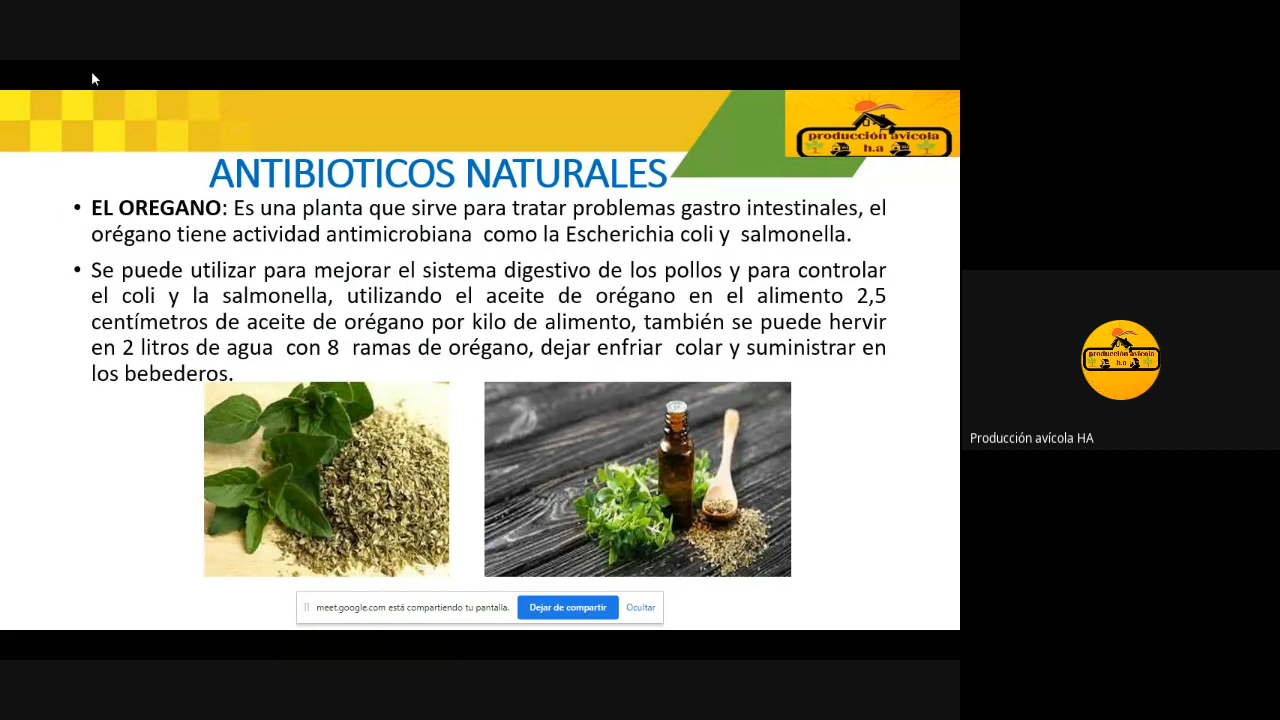 producción avicola
h.a
ANTIBIOTICOS NATURALES
• EL OREGANO: Es una planta que sirve para tratar problemas gastro intestinales, el
orégano tiene actividad antimicrobiana como la Escherichia coli y salmonella.
• Se puede utilizar para mejorar el sistema digestivo de los pollos y para controlar
el coli y la salmonella, utilizando el aceite de orégano en el alimento 2,5
centímetros de aceite de orégano por kilo de alimento, también se puede hervir
en 2 litros de agua con 8 ramas de orégano, dejar enfriar colar y suministrar en
los bebederos.
meet.google.com está compartiendo tu pantalla. Dejar de compartir Ocultar
producción avicola
h.a
Producción avícola HA